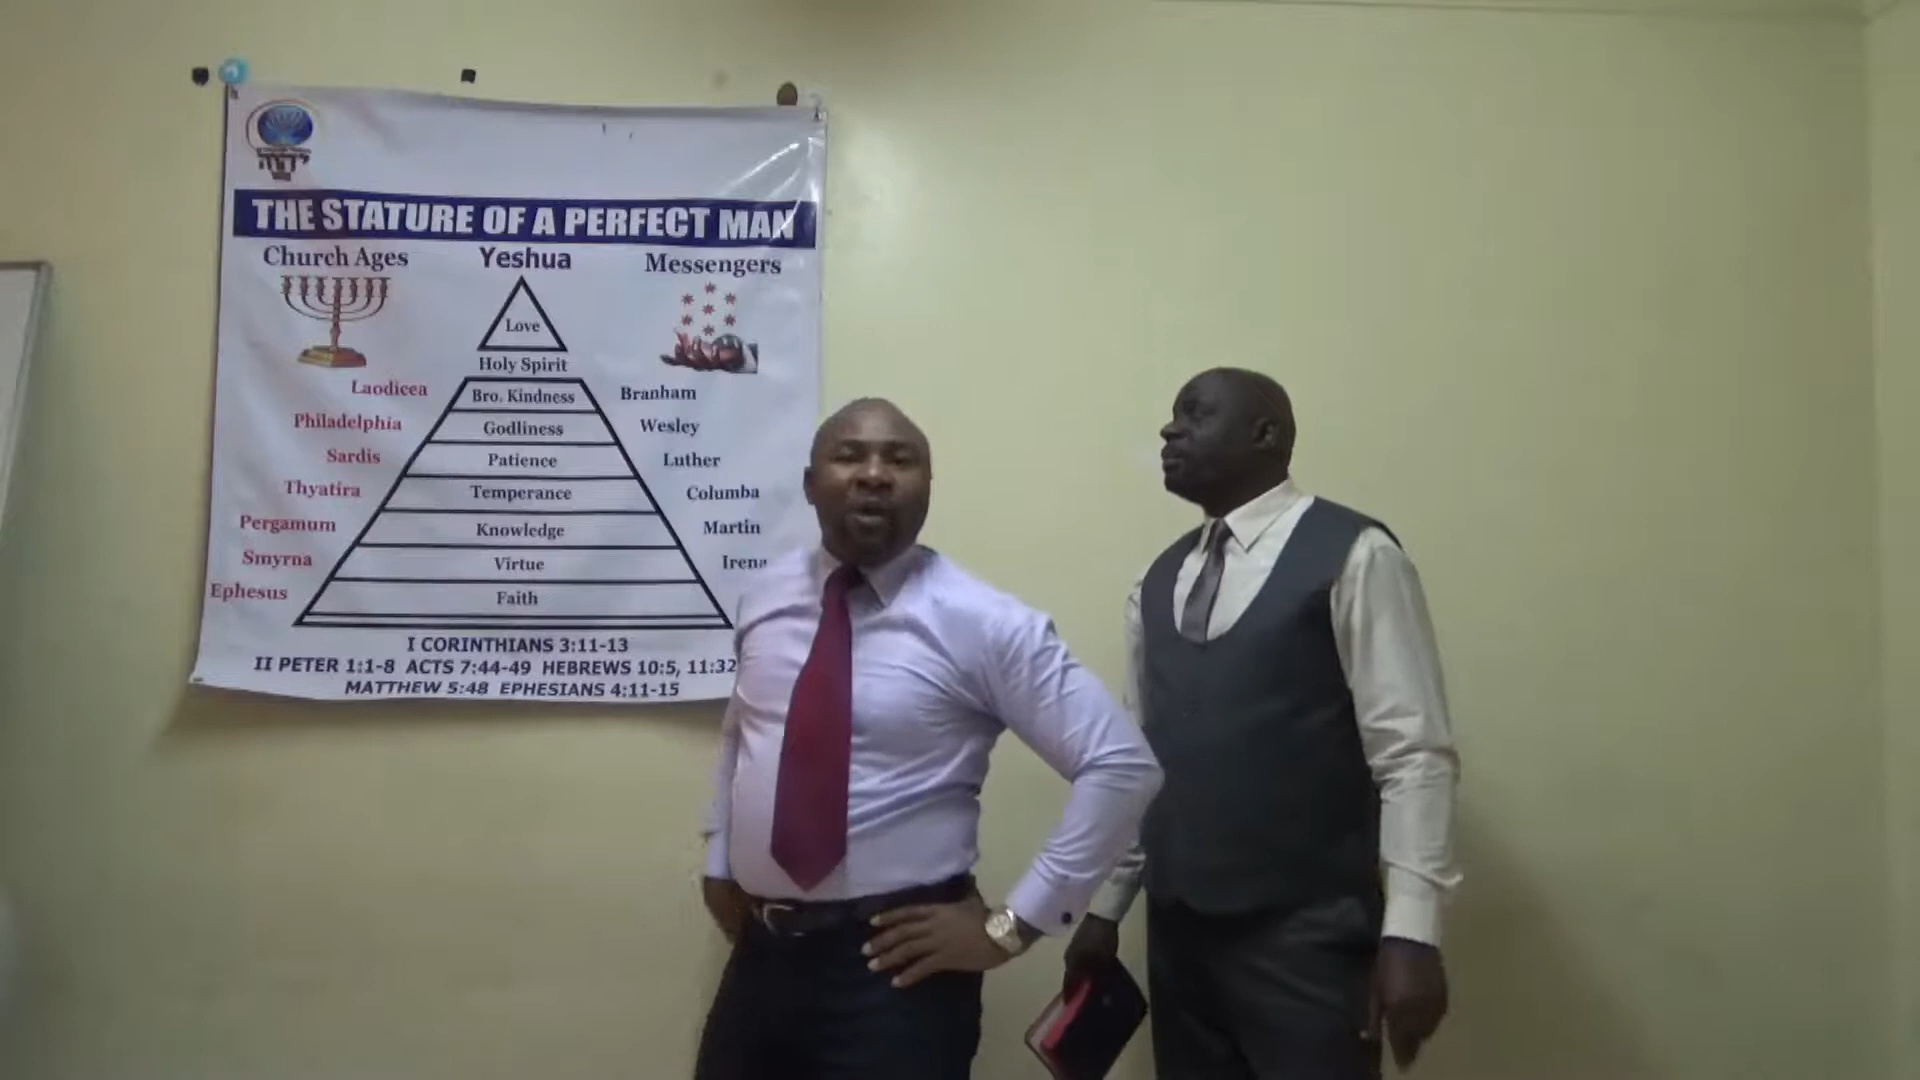 יהוה
THE STATURE OF A PERFECT MAN
Church Ages
Yeshua
Messengers
Love
Holy Spirit
Laodicea
Bro. Kindness
Branham
Philadelphia
Godliness
Wesley
Sardis
Patience
Luther
Thyatira
Temperance
Columba
Pergamum
Knowledge
Martin
Smyrna
Virtue
Ephesus
Faith
I CORINTHIANS 3:11-13
II PETER 1:1-8 ACTS 7:44-49 HEBREWS 10:5, 11:32
MATTHEW 5:48 EPHESIANS 4:11-15